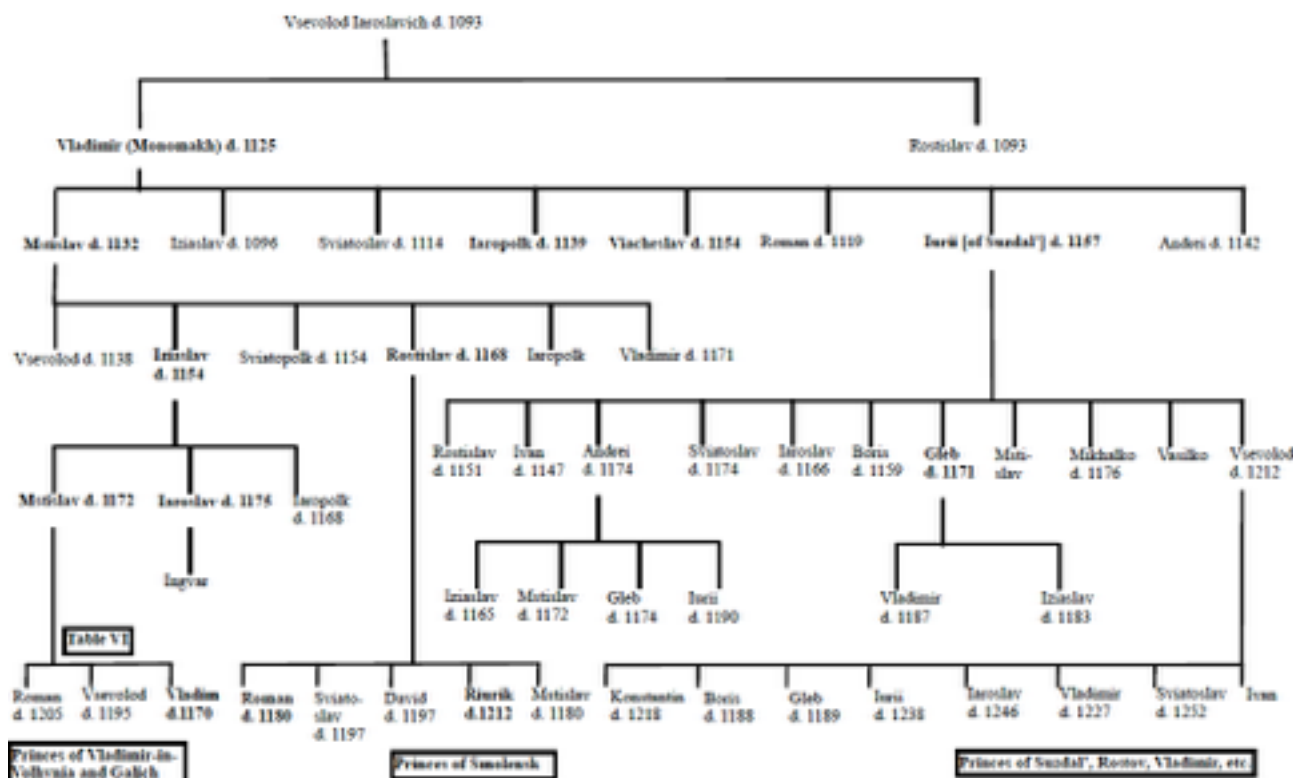 Vsevolod Iaroslavich d. 1093
Vladimir (Monomakh) d. 1125
Rostislav d. 1093
Mstislav d. 1132
Iziaslav d. 1096
Sviatoslav d. 1114
Iaropolk d. 1139
Viacheslav d. 1154
Roman d. 1119
Iurii [of Suzdal'] d. 1157
Andrei d. 1142
Vsevolod d. 1138
Iziaslav
d. 1154
Sviatopolk d. 1154
Rostislav d. 1168
Iaropolk
Vladimir d. 1171
Rostislav
d. 1151
Ivan
d. 1147
Andrei
d. 1174
Sviatoslav
d. 1174
Iaroslav
d. 1166
Boris
d. 1159
Gleb
d. 1171
Msti-
slav
Mikhalko
d. 1176
Vasilko
Vsevolod
d. 1212
Mstislav d. 1172
Iaroslav d. 1175
Iaropolk
d. 1168
Ingvar
Iziaslav
d. 1165
Mstislav
d. 1172
Gleb
d. 1174
Iurii
d. 1190
Vladimir
d. 1187
Iziaslav
d. 1183
Table VI
Roman
d. 1205
Vsevolod
d. 1195
Vladim
d.1170
Roman
d. 1180
Sviato-
slav
d. 1197
David
d. 1197
Riurik
d.1212
Mstislav
d. 1180
Konstantin
d. 1218
Boris
d. 1188
Gleb
d. 1189
Iurii
d. 1238
Iaroslav
d. 1246
Vladimir
d. 1227
Sviatoslav
d. 1252
Ivan
Princes of Vladimir-in-
Volhynia and Galich
Princes of Smolensk
Princes of Suzdal', Rostov, Vladimir, etc.